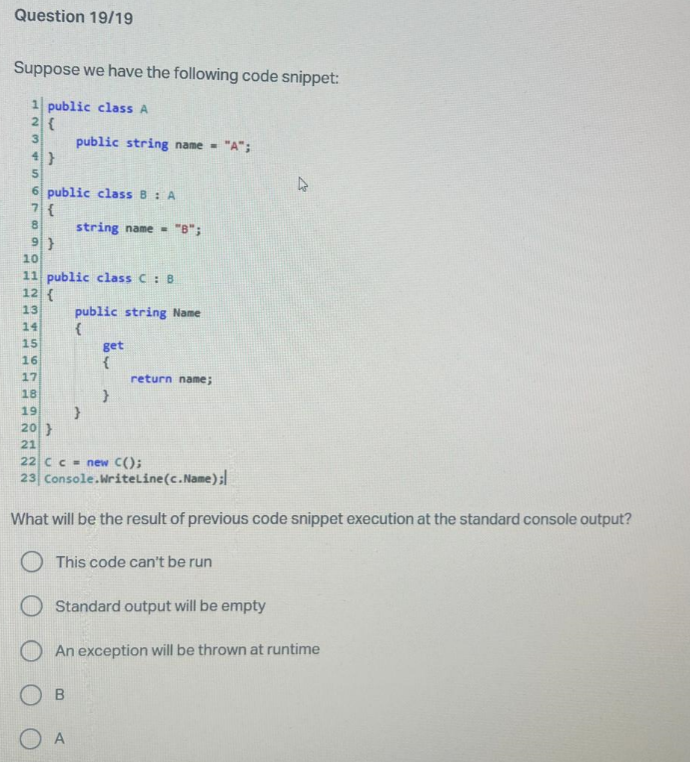 Question 19/19
Suppose we have the following code snippet:
1 public class A
2 {
3 public string name = "A";
4 }
5
6 public class B : A
7 {
8 string name = "B";
9 }
10
11 public class C : B
12 {
13 public string Name
14 {
15 get
16 {
17 return name;
18 }
19 }
20 }
21
22 C c = new C();
23 Console.WriteLine(c.Name);
What will be the result of previous code snippet execution at the standard console output?
This code can't be run
Standard output will be empty
An exception will be thrown at runtime
B
A